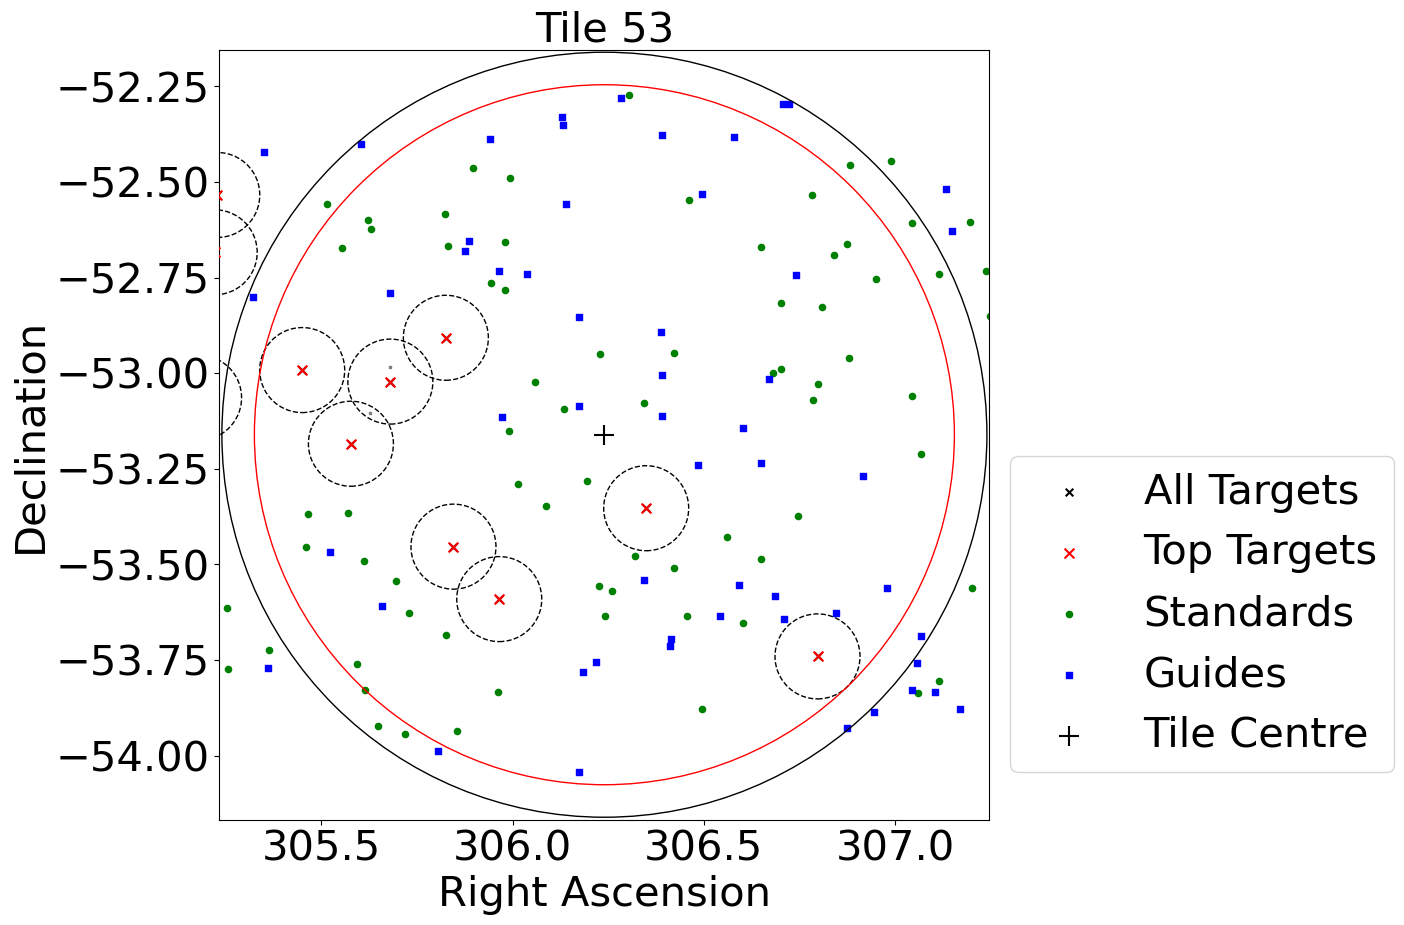 Tile 53
Declination
−52.25
−52.50
−52.75
−53.00
−53.25
−53.50
−53.75
−54.00
305.5 306.0 306.5 307.0
Right Ascension
All Targets
Top Targets
Standards
Guides
Tile Centre